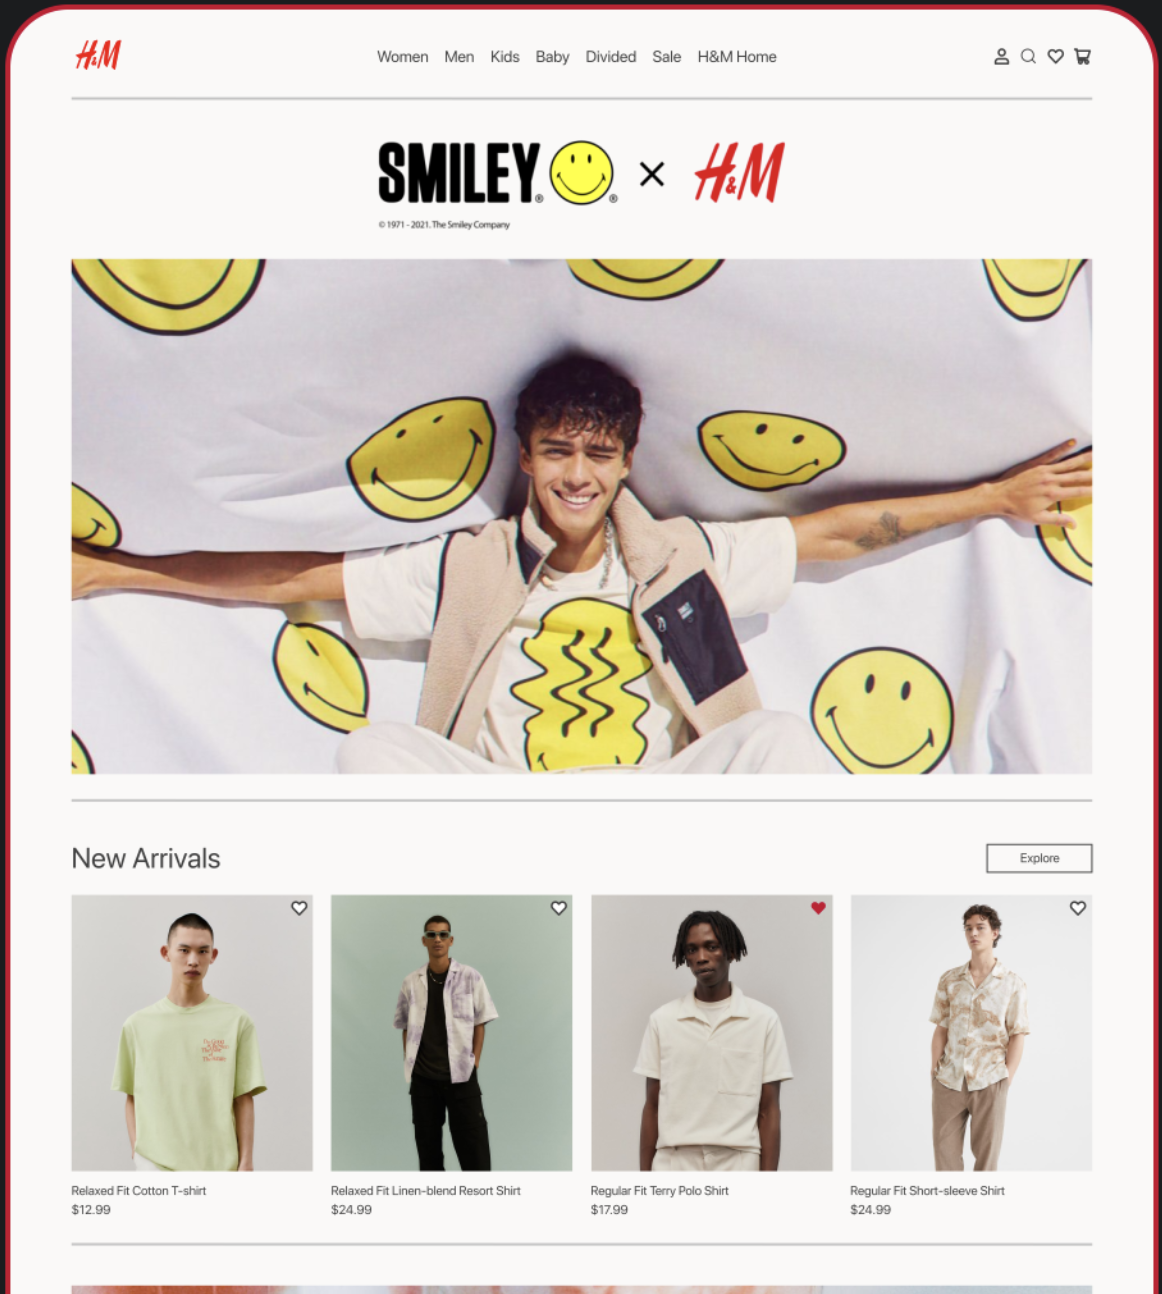 H&M
Women Men Kids Baby Divided Sale H&M Home
SMILEY® ® × H&M
© 1971 - 2021. The Smiley Company
New Arrivals
Explore
Relaxed Fit Cotton T-shirt
$12.99
Relaxed Fit Linen-blend Resort Shirt
$24.99
Regular Fit Terry Polo Shirt
$17.99
Regular Fit Short-sleeve Shirt
$24.99